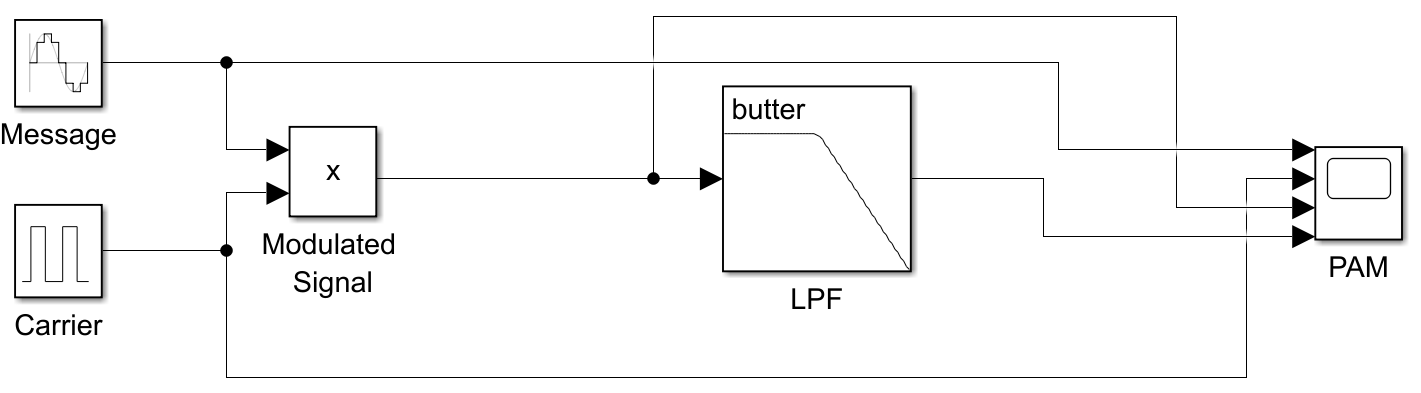 Message
x
Modulated
Signal
Carrier
butter
LPF
PAM